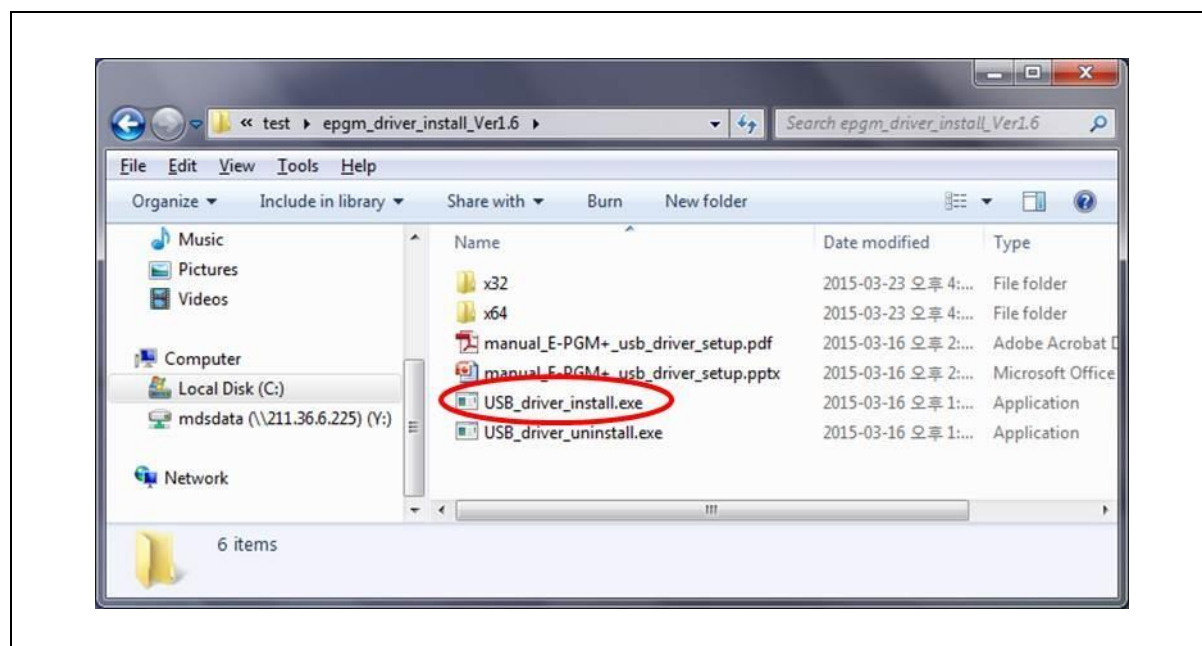 « test ▸ epgm_driver_install_Ver1.6 ▸ Search epgm_driver_install_Ver1.6
File Edit View Tools Help
Organize ▾ Include in library ▾ Share with ▾ Burn New folder
Name Date modified Type
Music
Pictures
Videos
Computer
Local Disk (C:)
mdsdata (\\211.36.6.225) (Y:)
Network
x32 2015-03-23 오후 4:... File folder
x64 2015-03-23 오후 4:... File folder
manual_E-PGM+_usb_driver_setup.pdf 2015-03-16 오후 2:... Adobe Acrobat
manual_E-PGM+_usb_driver_setup.pptx 2015-03-16 오후 2:... Microsoft Office
USB_driver_install.exe 2015-03-16 오후 1:... Application
USB_driver_uninstall.exe 2015-03-16 오후 1:... Application
6 items